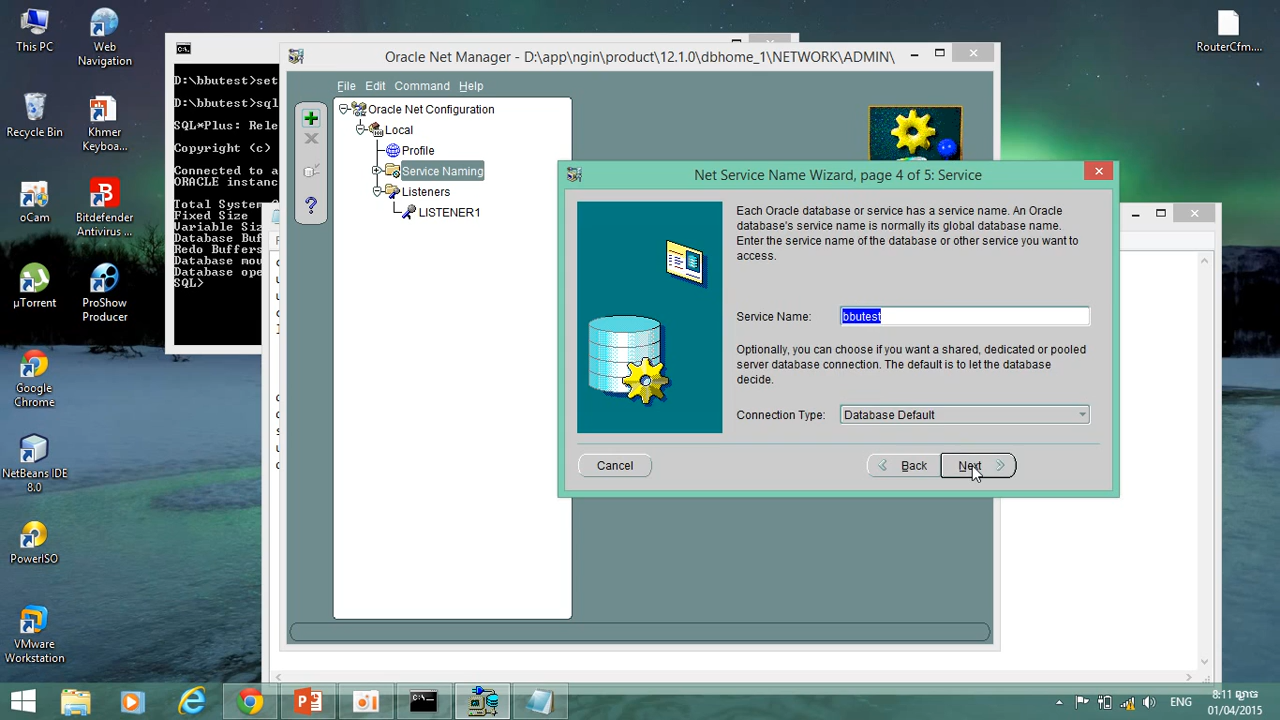 This PC
Web
Navigation
Recycle Bin
Khmer
Keyboa...
oCam
Bitdefender
Antivirus ...
µTorrent
ProShow
Producer
Google
Chrome
NetBeans IDE
8.0
PowerISO
VMware
Workstation
RouterCfm....
D:\bbutest>set
D:\bbutest>sql
SQL*Plus: Rele
Copyright (c)
Connected to a
ORACLE instanc
Total System G
Fixed Size
Variable Siz
Database Buf
Redo Buffers
Database mou
Database ope
SQL>
Oracle Net Manager - D:\app\ngin\product\12.1.0\dbhome_1\NETWORK\ADMIN\
File Edit Command Help
Oracle Net Configuration
Local
Profile
Service Naming
Listeners
LISTENER1
Net Service Name Wizard, page 4 of 5: Service
Each Oracle database or service has a service name. An Oracle
database's service name is normally its global database name.
Enter the service name of the database or other service you want to
access.
Service Name: bbutest
Optionally, you can choose if you want a shared, dedicated or pooled
server database connection. The default is to let the database
decide.
Connection Type: Database Default
Cancel Back Next
ENG
8:11 ល្ងាច
01/04/2015